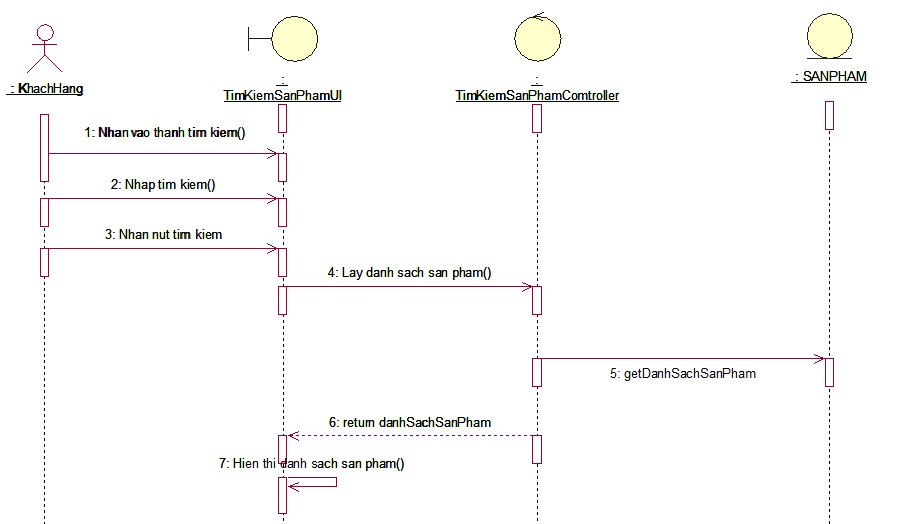 : KhachHang
:
TimKiemSanPhamUI
:
TimKiemSanPhamComtroller
: SANPHAM
1: Nhan vao thanh tim kiem()
2: Nhap tim kiem()
3: Nhan nut tim kiem
4: Lay danh sach san pham()
5: getDanhSachSanPham
6: return danhSachSanPham
7: Hien thi danh sach san pham()